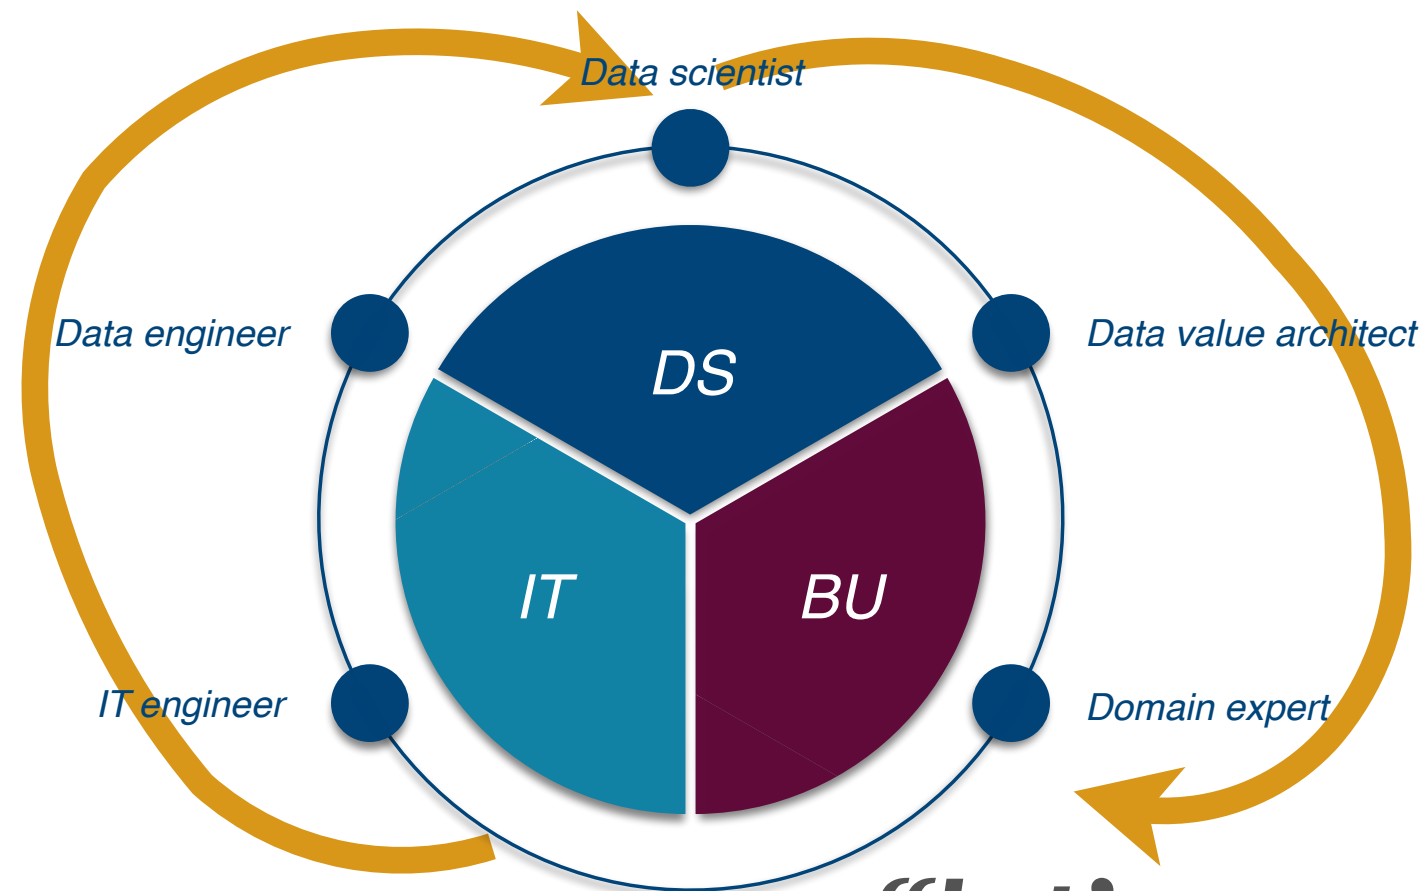 Data scientist
Data engineer
Data value architect
DS
IT
BU
IT engineer
Domain expert